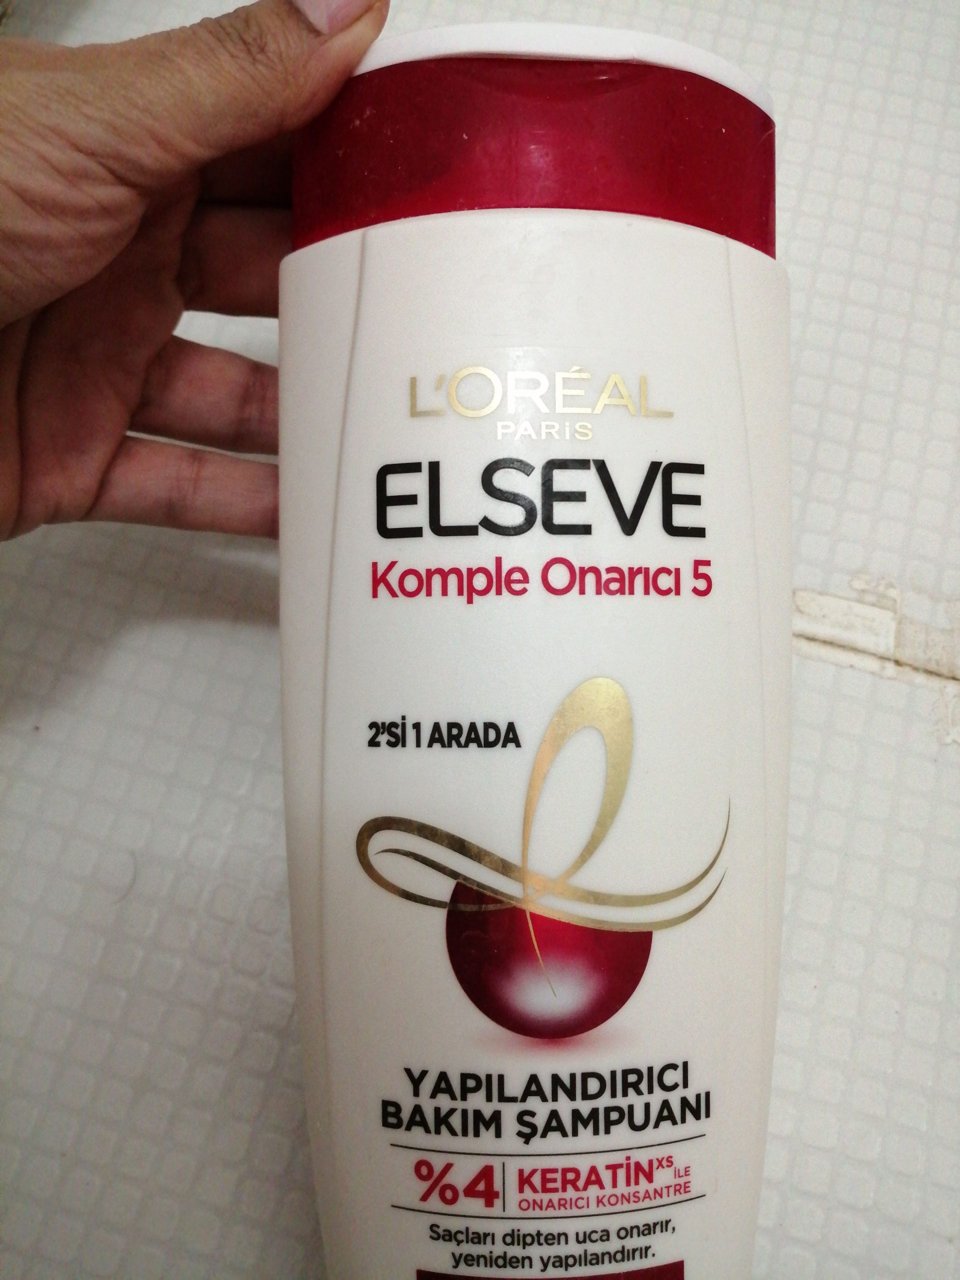 L'ORÉAL
PARİS
ELSEVE
Komple Onarıcı 5
2'Sİ 1 ARADA
YAPILANDIRICI
BAKIM ŞAMPUANI
%4 KERATİN XS İLE
ONARICI KONSANTRE
Saçları dipten uca onarır,
yeniden yapılandırır.